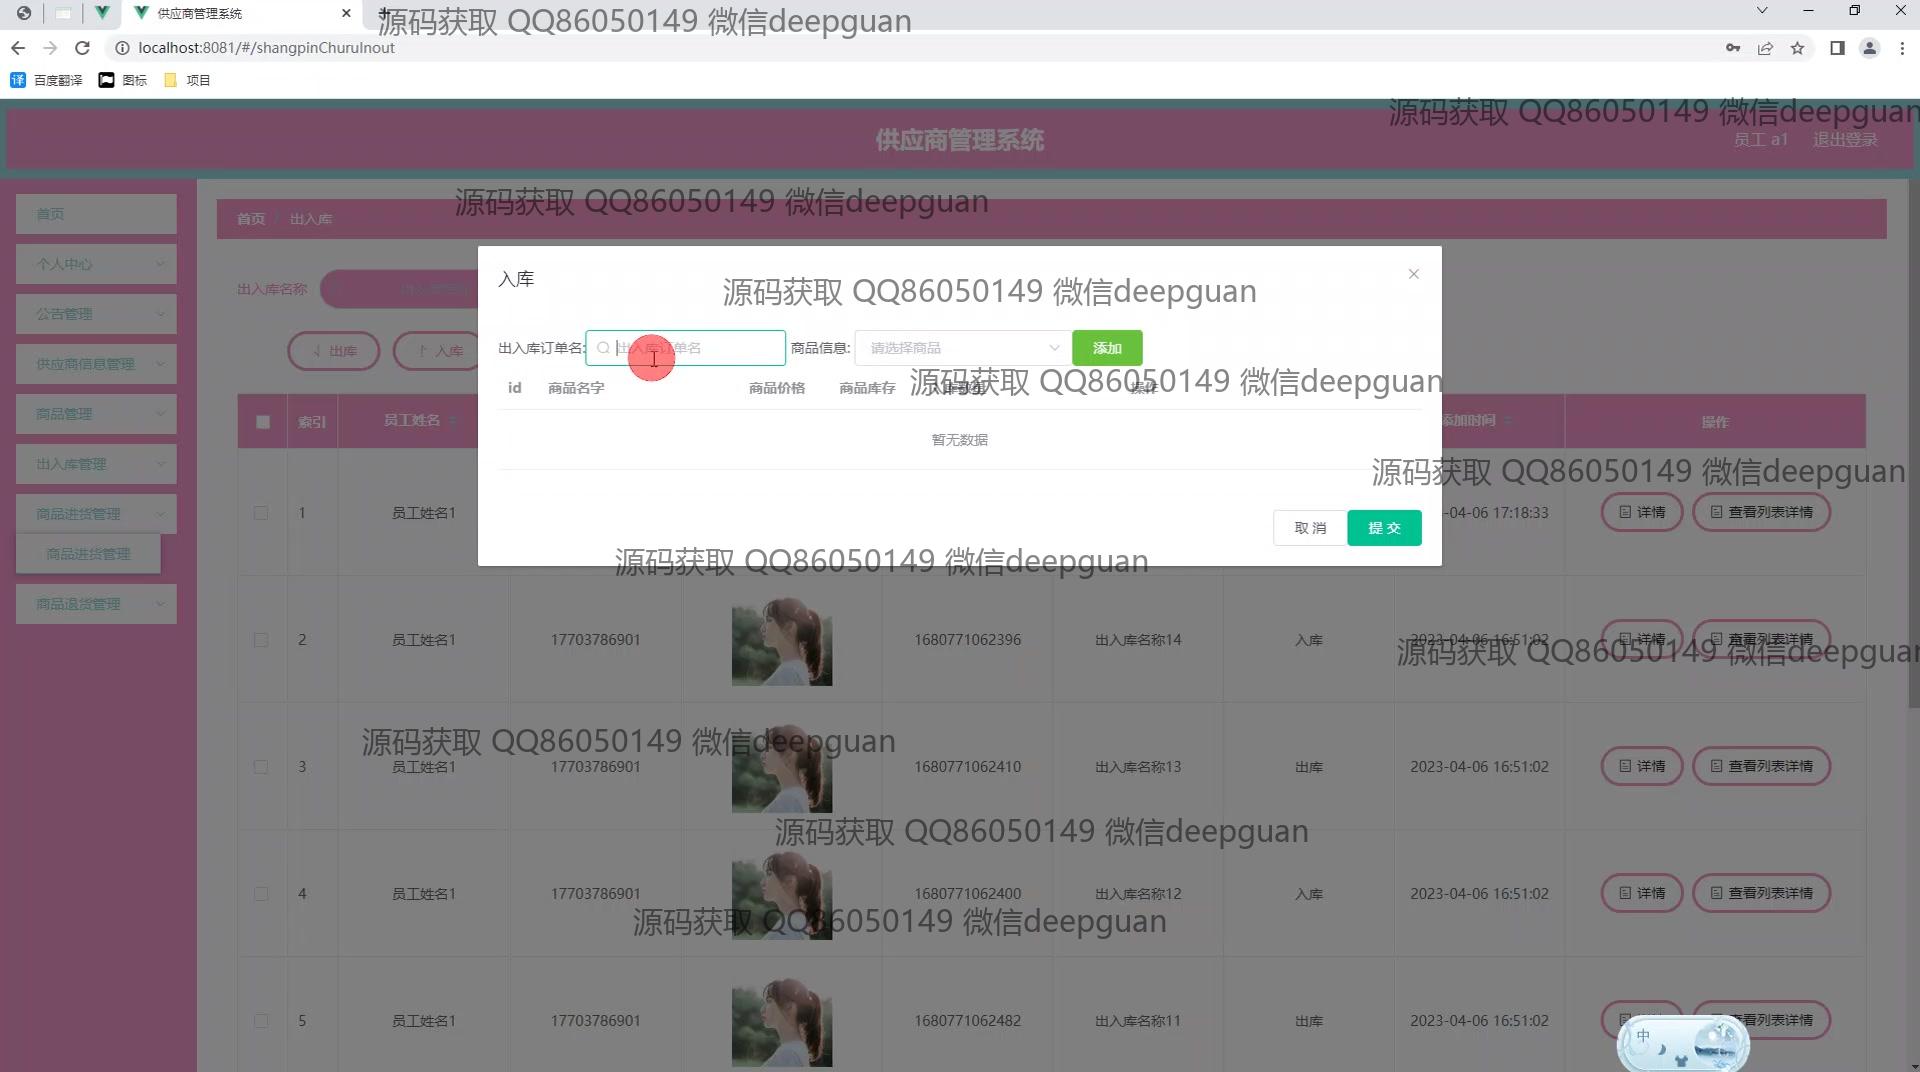 供应商管理系统
源码获取 QQ86050149 微信deepguan
localhost:8081/#/shangpinChuruInout
百度翻译 图标 项目
源码获取 QQ86050149 微信deepguan
供应商管理系统
员工 a1 退出登录
首页
源码获取 QQ86050149 微信deepguan
首页 / 出入库
个人中心
公告管理
供应商信息管理
商品管理
出入库管理
商品进货管理
商品进货管理
商品退货管理
出入库名称
出库 入库
入库
源码获取 QQ86050149 微信deepguan
出入库订单名: 出入库订单名 商品信息: 请选择商品 添加
源码获取 QQ86050149 微信deepguan
id 商品名字 商品价格 商品库存 操作
暂无数据
取 消 提 交
索引 员工姓名 添加时间 操作
源码获取 QQ86050149 微信deepguan
1 员工姓名1 -04-06 17:18:33 详情 查看列表详情
源码获取 QQ86050149 微信deepguan
2 员工姓名1 17703786901 1680771062396 出入库名称14 入库 2023-04-06 16:51:02 详情 查看列表详情
源码获取 QQ86050149 微信deepguan
源码获取 QQ86050149 微信deepguan
3 员工姓名1 17703786901 1680771062410 出入库名称13 出库 2023-04-06 16:51:02 详情 查看列表详情
源码获取 QQ86050149 微信deepguan
4 员工姓名1 17703786901 1680771062400 出入库名称12 入库 2023-04-06 16:51:02 详情 查看列表详情
源码获取 QQ86050149 微信deepguan
5 员工姓名1 17703786901 1680771062482 出入库名称11 出库 2023-04-06 16:51:02 查看列表详情
中